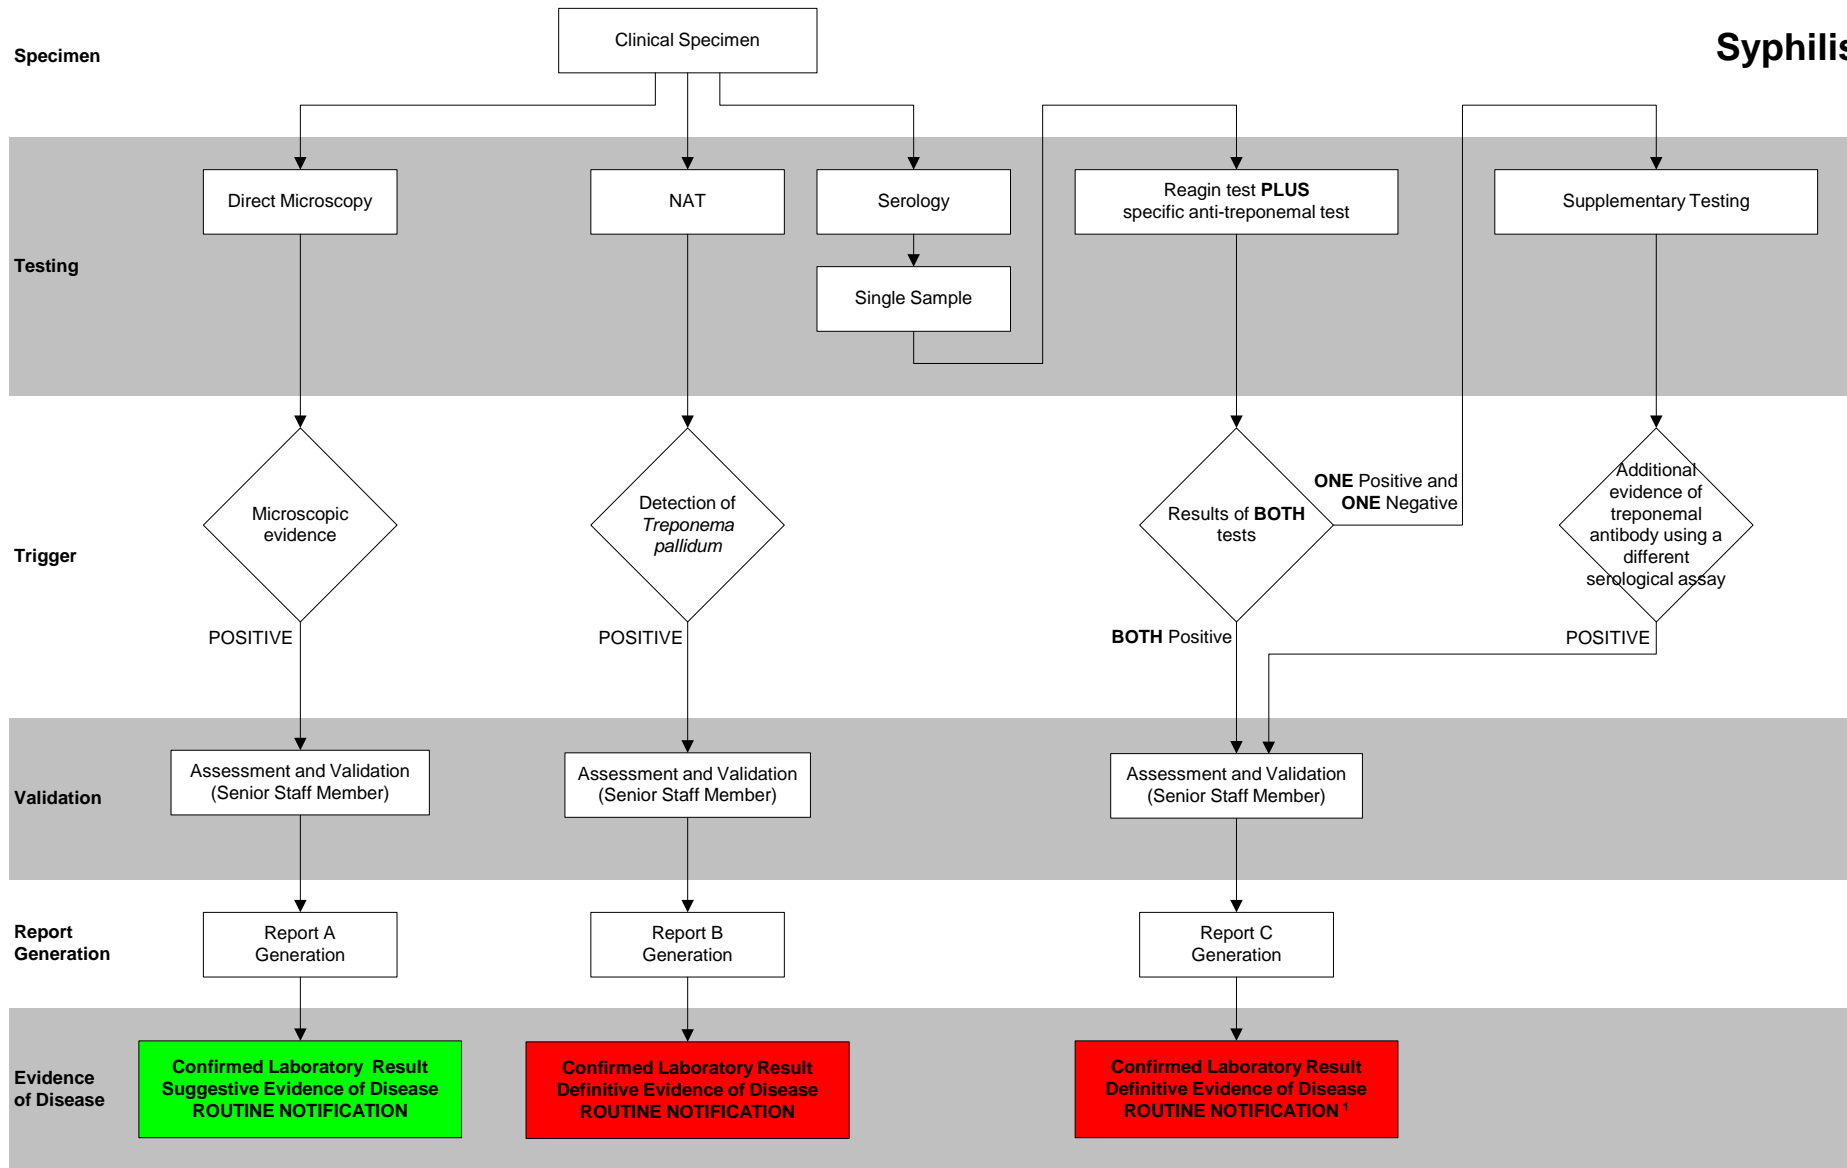 Specimen
Clinical Specimen
Syphilis
Testing
Direct Microscopy
NAT
Serology
Reagin test PLUS
specific anti-treponemal test
Supplementary Testing
Single Sample
Trigger
Microscopic
evidence
Detection of
Treponema
pallidum
Results of BOTH
tests
ONE Positive and
ONE Negative
Additional
evidence of
treponemal
antibody using a
different
serological assay
POSITIVE
POSITIVE
BOTH Positive
POSITIVE
Validation
Assessment and Validation
(Senior Staff Member)
Assessment and Validation
(Senior Staff Member)
Assessment and Validation
(Senior Staff Member)
Report
Generation
Report A
Generation
Report B
Generation
Report C
Generation
Evidence
of Disease
Confirmed Laboratory Result
Suggestive Evidence of Disease
ROUTINE NOTIFICATION
Confirmed Laboratory Result
Definitive Evidence of Disease
ROUTINE NOTIFICATION
Confirmed Laboratory Result
Definitive Evidence of Disease
ROUTINE NOTIFICATION ¹